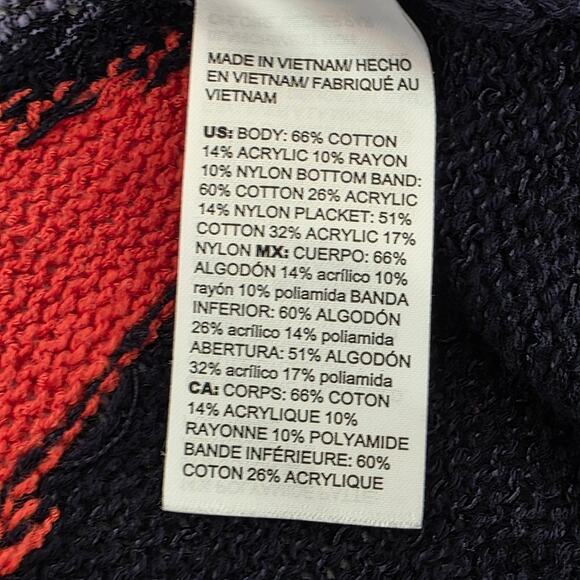 MADE IN VIETNAM/ HECHO
EN VIETNAM/ FABRIQUÉ AU
VIETNAM
US: BODY: 66% COTTON
14% ACRYLIC 10% RAYON
10% NYLON BOTTOM BAND:
60% COTTON 26% ACRYLIC
14% NYLON PLACKET: 51%
COTTON 32% ACRYLIC 17%
NYLON MX: CUERPO: 66%
ALGODÓN 14% acrílico 10%
rayón 10% poliamida BANDA
INFERIOR: 60% ALGODÓN
26% acrílico 14% poliamida
ABERTURA: 51% ALGODÓN
32% acrílico 17% poliamida
CA: CORPS: 66% COTON
14% ACRYLIQUE 10%
RAYONNE 10% POLYAMIDE
BANDE INFÉRIEURE: 60%
COTON 26% ACRYLIQUE